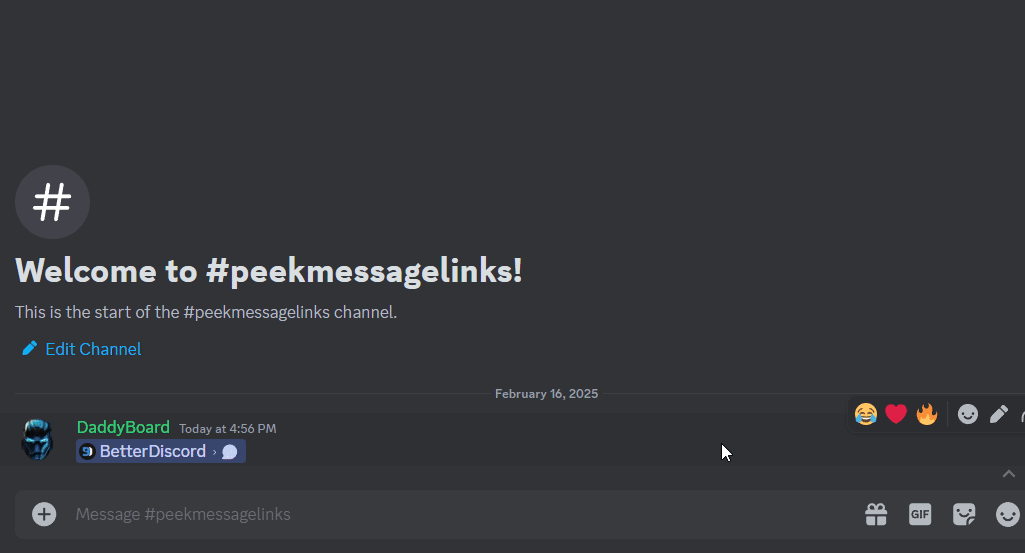 Welcome to #peekmessagelinks!
This is the start of the #peekmessagelinks channel.
Edit Channel
February 16, 2025
DaddyBoard Today at 4:56 PM
BetterDiscord ›
Message #peekmessagelinks GIF